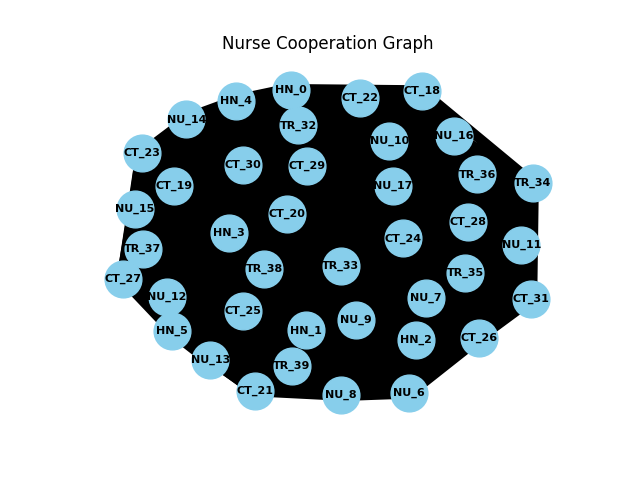 Nurse Cooperation Graph
HN_0
CT_18
CT_22
HN_4
NU_14
TR_32
NU_16
NU_10
CT_23
CT_30
CT_29
TR_36
TR_34
CT_19
NU_17
NU_15
CT_20
CT_28
HN_3
CT_24
NU_11
TR_37
TR_38
TR_33
TR_35
CT_27
NU_12
NU_7
CT_31
CT_25
NU_9
HN_5
HN_1
HN_2
CT_26
NU_13
TR_39
CT_21
NU_8
NU_6